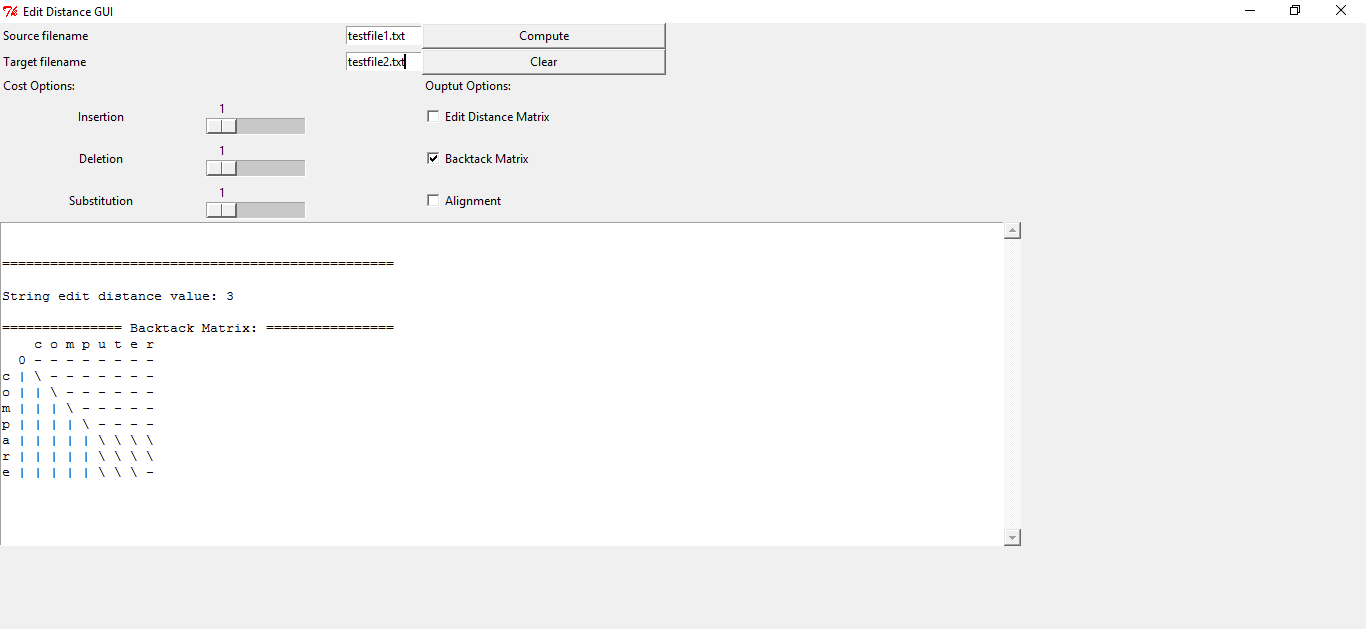 Edit Distance GUI
Source filename testfile1.txt Compute
Target filename testfile2.txt Clear
Cost Options: Ouptut Options:
1
Insertion Edit Distance Matrix
1
Deletion Backtack Matrix
1
Substitution Alignment
=================================================
String edit distance value: 3
=============== Backtack Matrix: ================
    c o m p u t e r
  0 - - - - - - - -
c | \ - - - - - - -
o | | \ - - - - - -
m | | | \ - - - - -
p | | | | \ - - - -
a | | | | | \ \ \ \
r | | | | | \ \ \ \
e | | | | | \ \ \ -